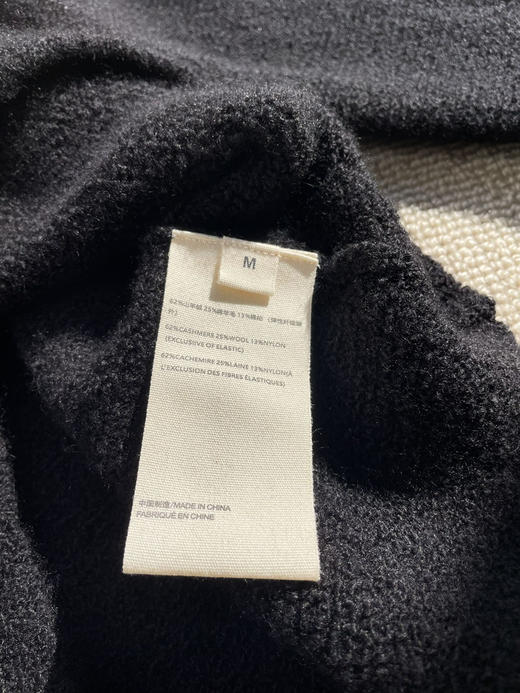 M
62%山羊绒 25%绵羊毛 13%锦纶 (弹性纤维除
外)
62%CASHMERE 25%WOOL 13%NYLON
(EXCLUSIVE OF ELASTIC)
62%CACHEMIRE 25%LAINE 13%NYLON(À
L'EXCLUSION DES FIBRES ÉLASTIQUES)
中国制造/MADE IN CHINA
FABRIQUÉ EN CHINE